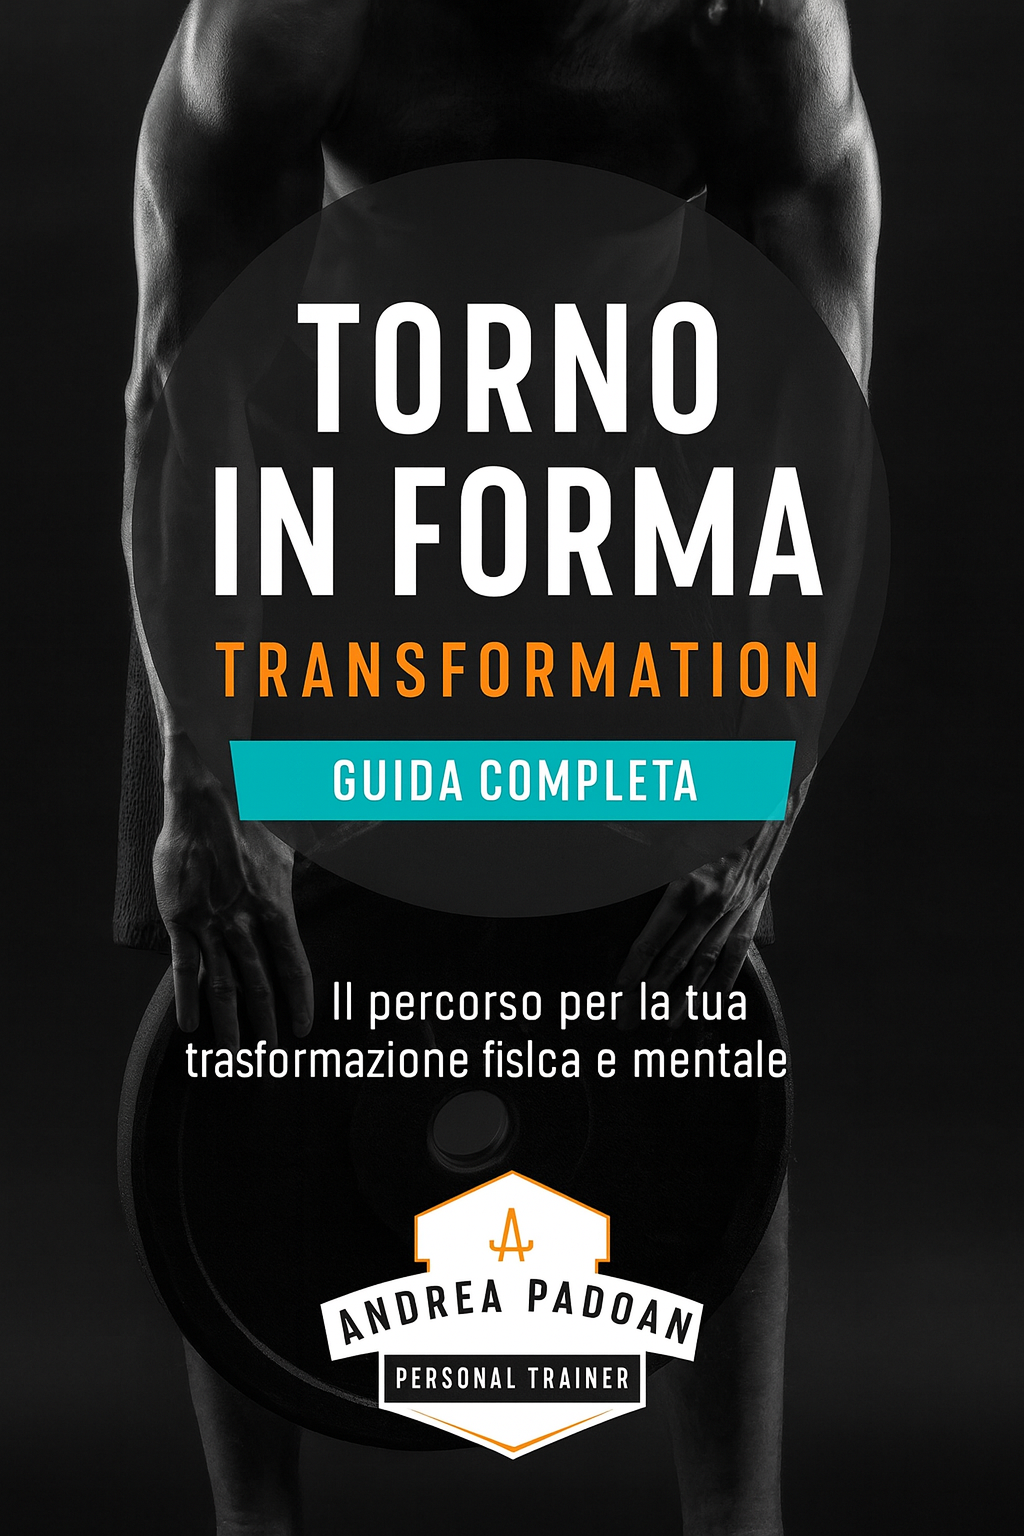 TORNO
IN FORMA
TRANSFORMATION
GUIDA COMPLETA
Il percorso per la tua
trasformazione fislca e mentale
A
ANDREA PADOAN
PERSONAL TRAINER